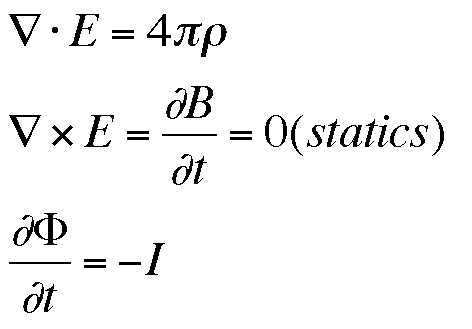 ∇ · E = 4πρ
∇ × E = ∂B/∂t = 0(statics)
∂Φ/∂t = −I